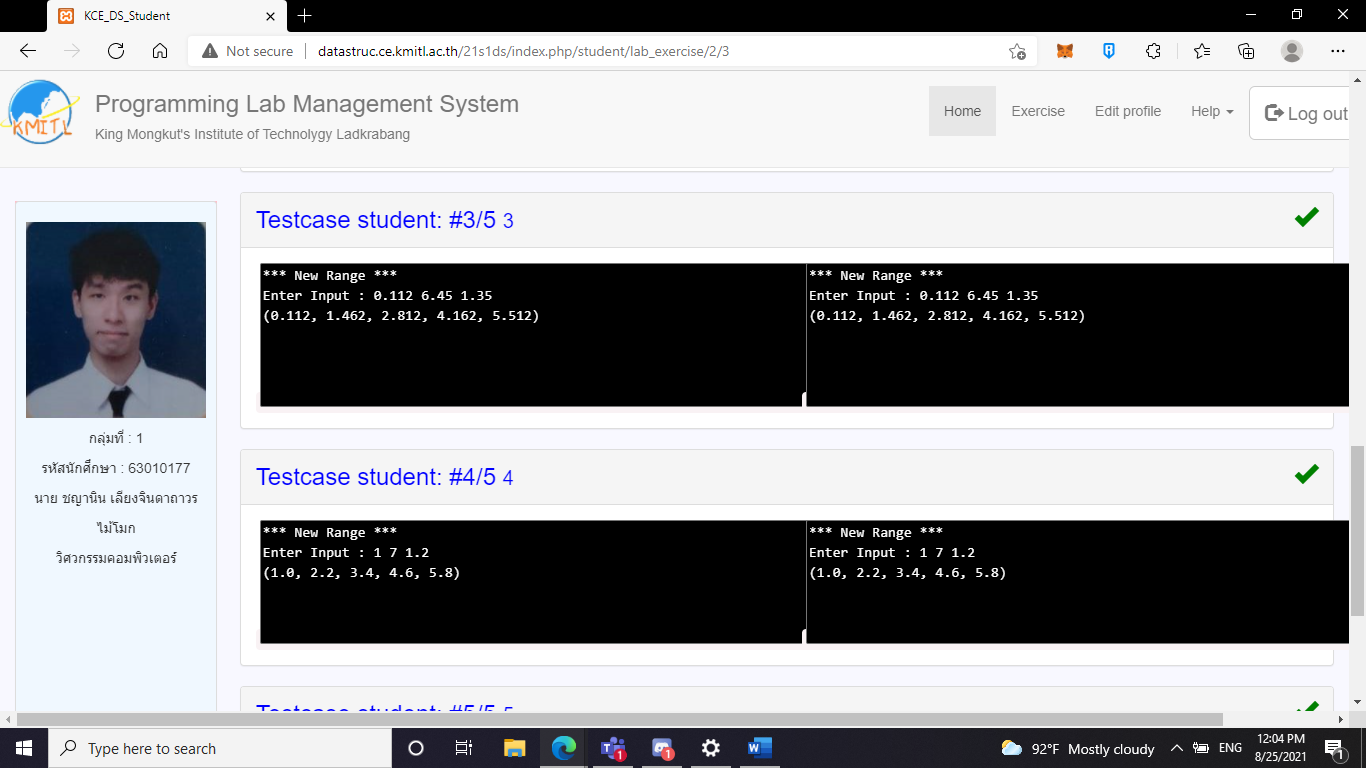 KCE_DS_Student
Not secure
datastruc.ce.kmitl.ac.th/21s1ds/index.php/student/lab_exercise/2/3
KMITL
Programming Lab Management System
King Mongkut's Institute of Technolygy Ladkrabang
Home
Exercise
Edit profile
Help
Log out
กลุ่มที่ : 1
รหัสนักศึกษา : 63010177
นาย ชญานิน เลียงจินดาถาวร
ไม้โมก
วิศวกรรมคอมพิวเตอร์
Testcase student: #3/5 3
*** New Range ***
Enter Input : 0.112 6.45 1.35
(0.112, 1.462, 2.812, 4.162, 5.512)
*** New Range ***
Enter Input : 0.112 6.45 1.35
(0.112, 1.462, 2.812, 4.162, 5.512)
Testcase student: #4/5 4
*** New Range ***
Enter Input : 1 7 1.2
(1.0, 2.2, 3.4, 4.6, 5.8)
*** New Range ***
Enter Input : 1 7 1.2
(1.0, 2.2, 3.4, 4.6, 5.8)
Testcase student: #5/5 5
Type here to search
1
1
92°F Mostly cloudy
ENG
12:04 PM
8/25/2021
1